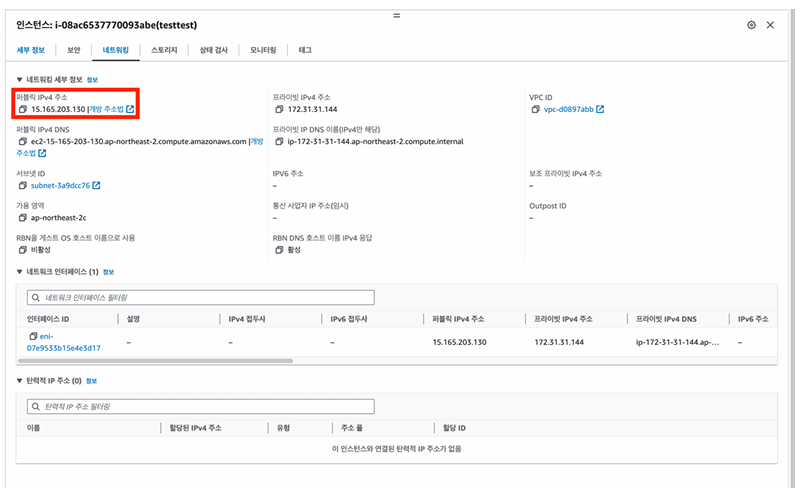 인스턴스: i-08ac6537770093abe(testtest)
세부 정보 보안 네트워킹 스토리지 상태 검사 모니터링 태그
▼ 네트워킹 세부 정보 정보
퍼블릭 IPv4 주소 프라이빗 IPv4 주소 VPC ID
15.165.203.130 |개방 주소법 172.31.31.144 vpc-d0897abb
퍼블릭 IPv4 DNS 프라이빗 IP DNS 이름(IPv4만 해당)
ec2-15-165-203-130.ap-northeast-2.compute.amazonaws.com |개방 ip-172-31-31-144.ap-northeast-2.compute.internal
주소법
서브넷 ID IPV6 주소 보조 프라이빗 IPv4 주소
subnet-3a9dcc76 – –
가용 영역 통신 사업자 IP 주소(임시) Outpost ID
ap-northeast-2c – –
RBN을 게스트 OS 호스트 이름으로 사용 RBN DNS 호스트 이름 IPv4 응답
비활성 활성
▼ 네트워크 인터페이스 (1) 정보
네트워크 인터페이스 필터링
인터페이스 ID 설명 IPv4 접두사 IPv6 접두사 퍼블릭 IPv4 주소 프라이빗 IPv4 주소 프라이빗 IPv4 DNS IPv6 주소
eni-
07e9533b15e4e3d17 – – – 15.165.203.130 172.31.31.144 ip-172-31-31-144.ap-... –
▼ 탄력적 IP 주소 (0) 정보
탄력적 IP 주소 필터링
이름 할당된 IPv4 주소 유형 주소 풀 할당 ID
이 인스턴스와 연결된 탄력적 IP 주소가 없음